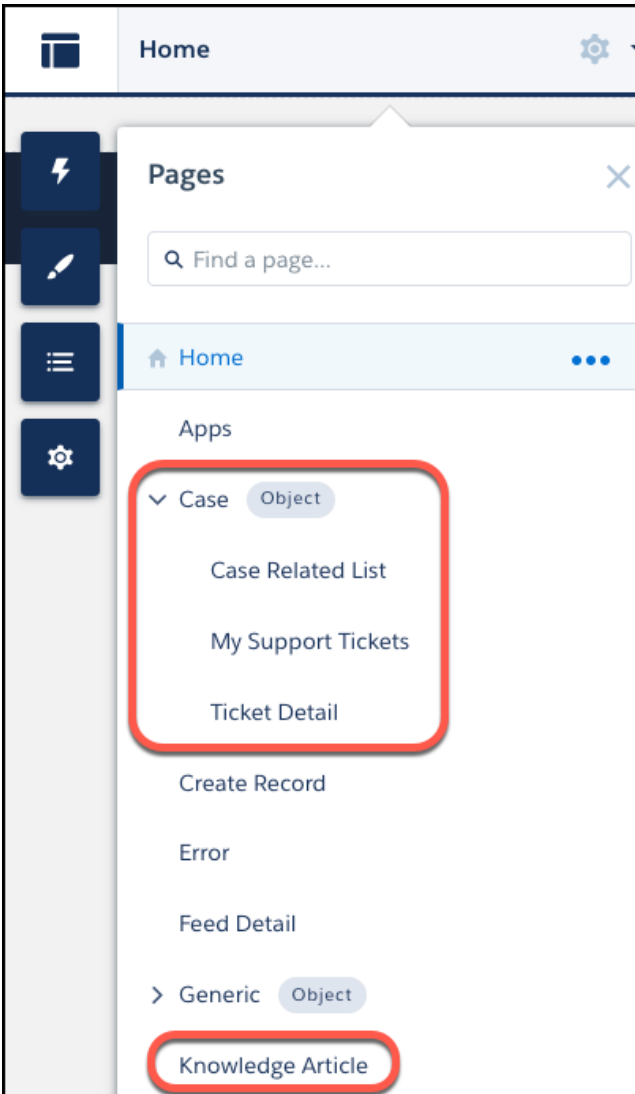 Home
Pages
Find a page...
Home
Apps
Case Object
Case Related List
My Support Tickets
Ticket Detail
Create Record
Error
Feed Detail
Generic Object
Knowledge Article